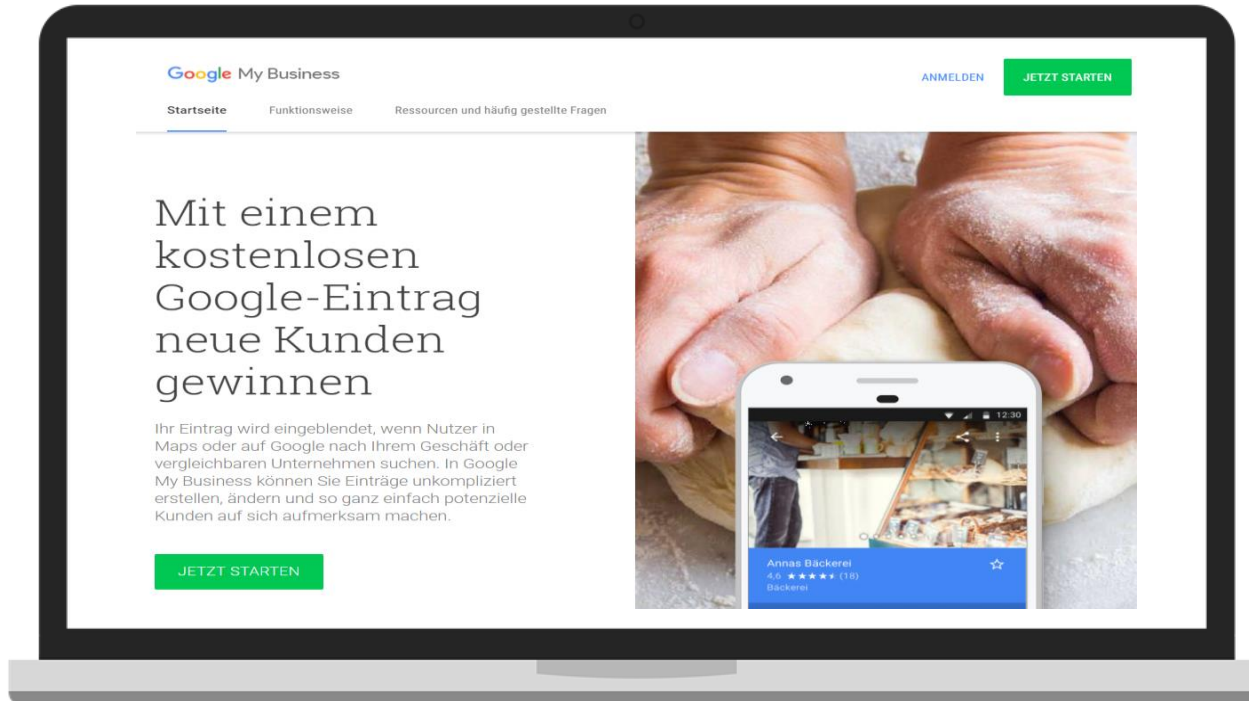 Google My Business
ANMELDEN
JETZT STARTEN
Startseite
Funktionsweise
Ressourcen und häufig gestellte Fragen
Mit einem
kostenlosen
Google-Eintrag
neue Kunden
gewinnen
Ihr Eintrag wird eingeblendet, wenn Nutzer in
Maps oder auf Google nach Ihrem Geschäft oder
vergleichbaren Unternehmen suchen. In Google
My Business können Sie Einträge unkompliziert
erstellen, ändern und so ganz einfach potenzielle
Kunden auf sich aufmerksam machen.
JETZT STARTEN
12:30
Annas Bäckerei
4,6 (18)
Bäckerei